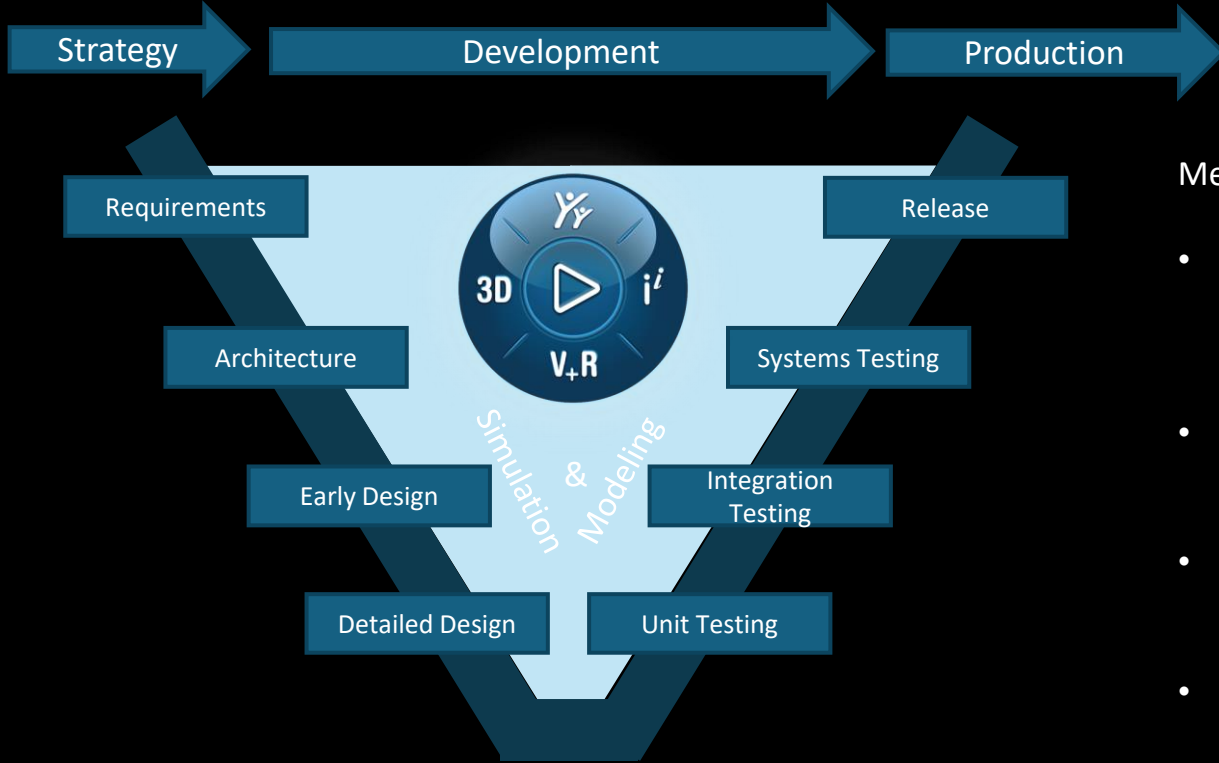 Strategy
Development
Production
Requirements
Release
Me
3D
i^i
V+R
Architecture
Systems Testing
Simulation
&
Modeling
Early Design
Integration
Testing
Detailed Design
Unit Testing